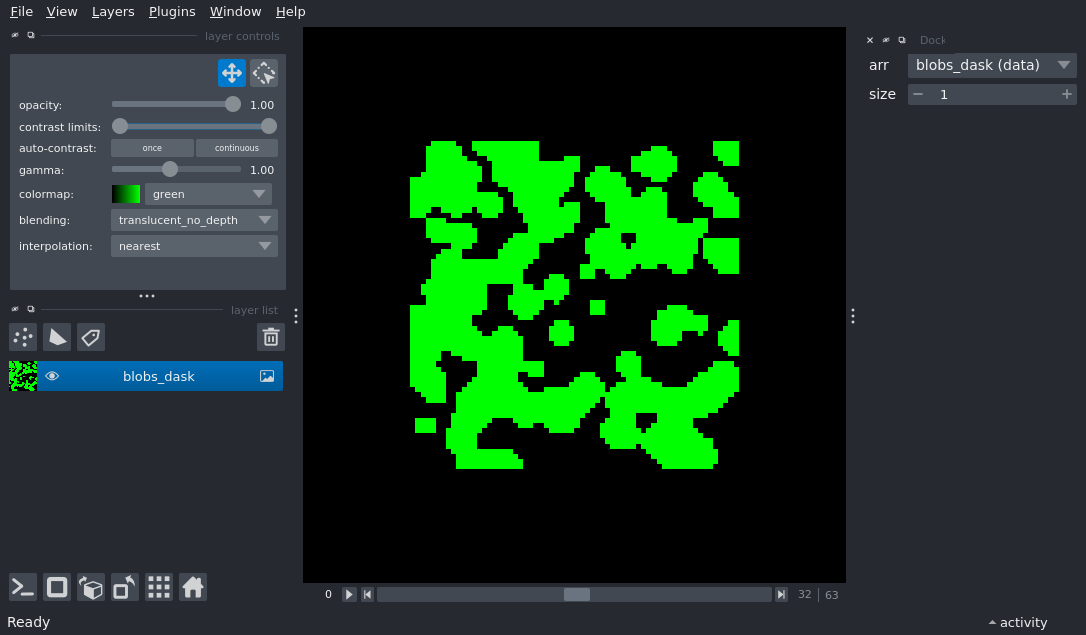 File View Layers Plugins Window Help
layer controls
opacity: 1.00
contrast limits:
auto-contrast: once continuous
gamma: 1.00
colormap: green
blending: translucent_no_depth
interpolation: nearest
layer list
blobs_dask
0 32 63
Dock
arr blobs_dask (data)
size 1
Ready
activity